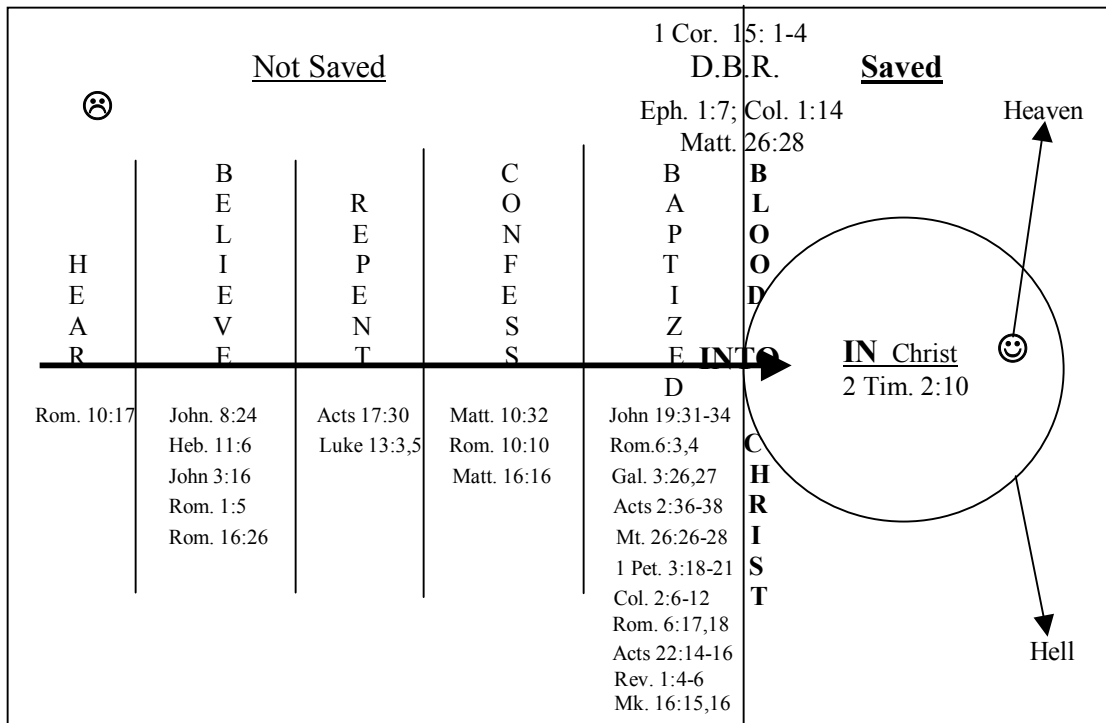 1 Cor. 15: 1-4
Not Saved
D.B.R.
Saved
Eph. 1:7; Col. 1:14
Matt. 26:28
Heaven
HEAR
BELIEVE
REPENT
CONFESS
BAPTIZED
BLOOD
INTO
CHRIST
IN Christ
2 Tim. 2:10
Rom. 10:17
John. 8:24
Heb. 11:6
John 3:16
Rom. 1:5
Rom. 16:26
Acts 17:30
Luke 13:3,5
Matt. 10:32
Rom. 10:10
Matt. 16:16
John 19:31-34
Rom.6:3,4
Gal. 3:26,27
Acts 2:36-38
Mt. 26:26-28
1 Pet. 3:18-21
Col. 2:6-12
Rom. 6:17,18
Acts 22:14-16
Rev. 1:4-6
Mk. 16:15,16
Hell